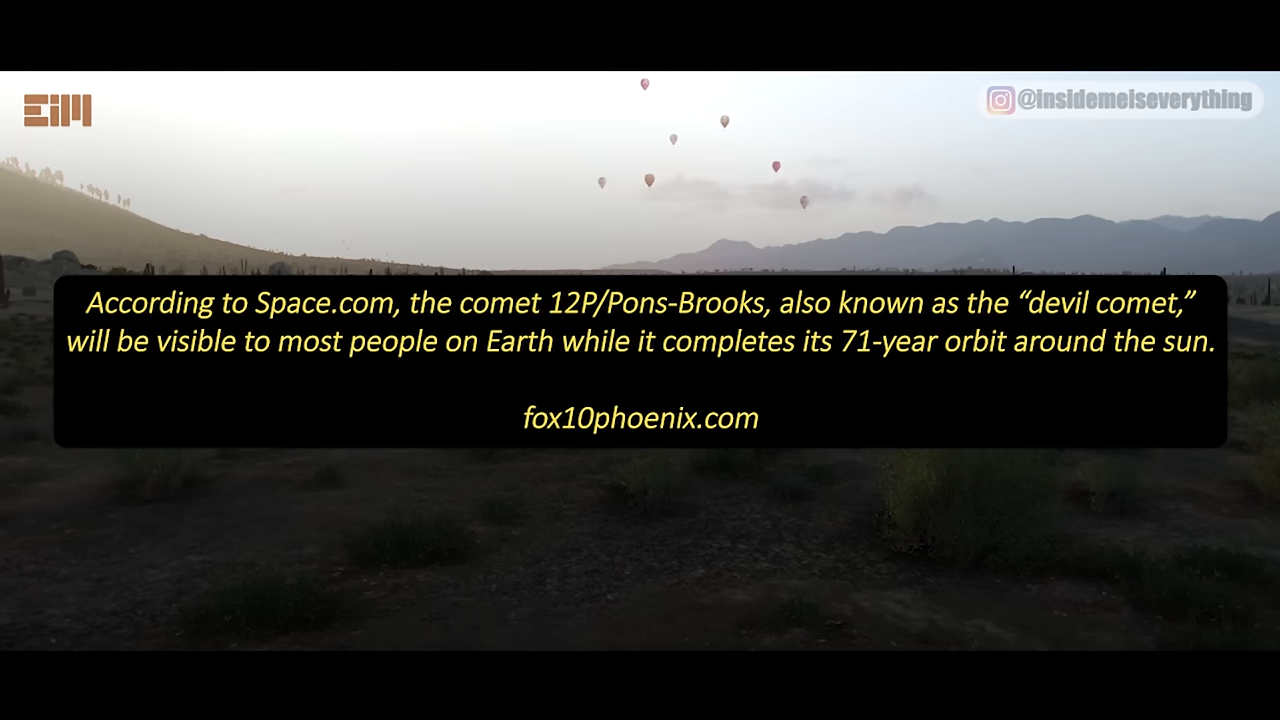 EiM
@insidemeiseverything
According to Space.com, the comet 12P/Pons-Brooks, also known as the “devil comet,”
will be visible to most people on Earth while it completes its 71-year orbit around the sun.
fox10phoenix.com